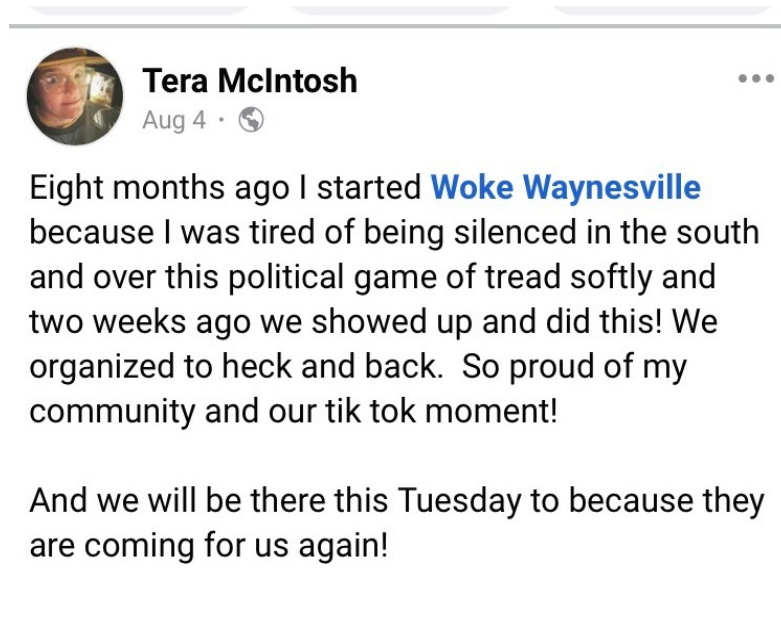 Tera McIntosh
Aug 4 ·
Eight months ago I started Woke Waynesville
because I was tired of being silenced in the south
and over this political game of tread softly and
two weeks ago we showed up and did this! We
organized to heck and back.  So proud of my
community and our tik tok moment!
And we will be there this Tuesday to because they
are coming for us again!